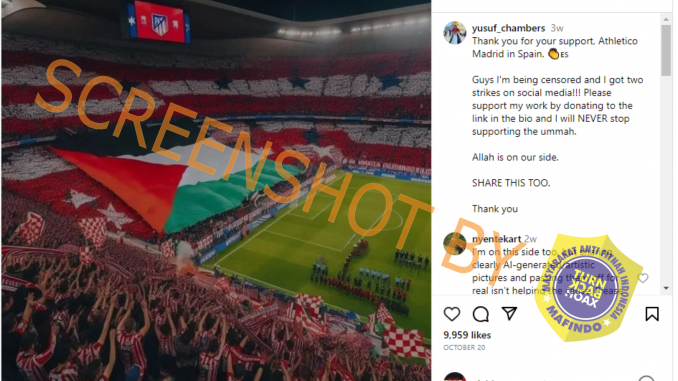 yusuf_chambers 3w
Thank you for your support, Athletico
Madrid in Spain. 👏🇪🇸
Guys I'm being censored and I got two
strikes on social media!!! Please
support my work by donating to the
link in the bio and I will NEVER stop
supporting the ummah.
Allah is on our side.
SHARE THIS TOO.
Thank you
nyentekart 2w
I'm on this side too
clearly AI-genera artistic
pictures and pa for
real isn't helpin
9,959 likes
OCTOBER 20
SCREENSHOT BY
MASYARAKAT ANTI FITNAH INDONESIA
TURN
BACK
HOAX
MAFINDO